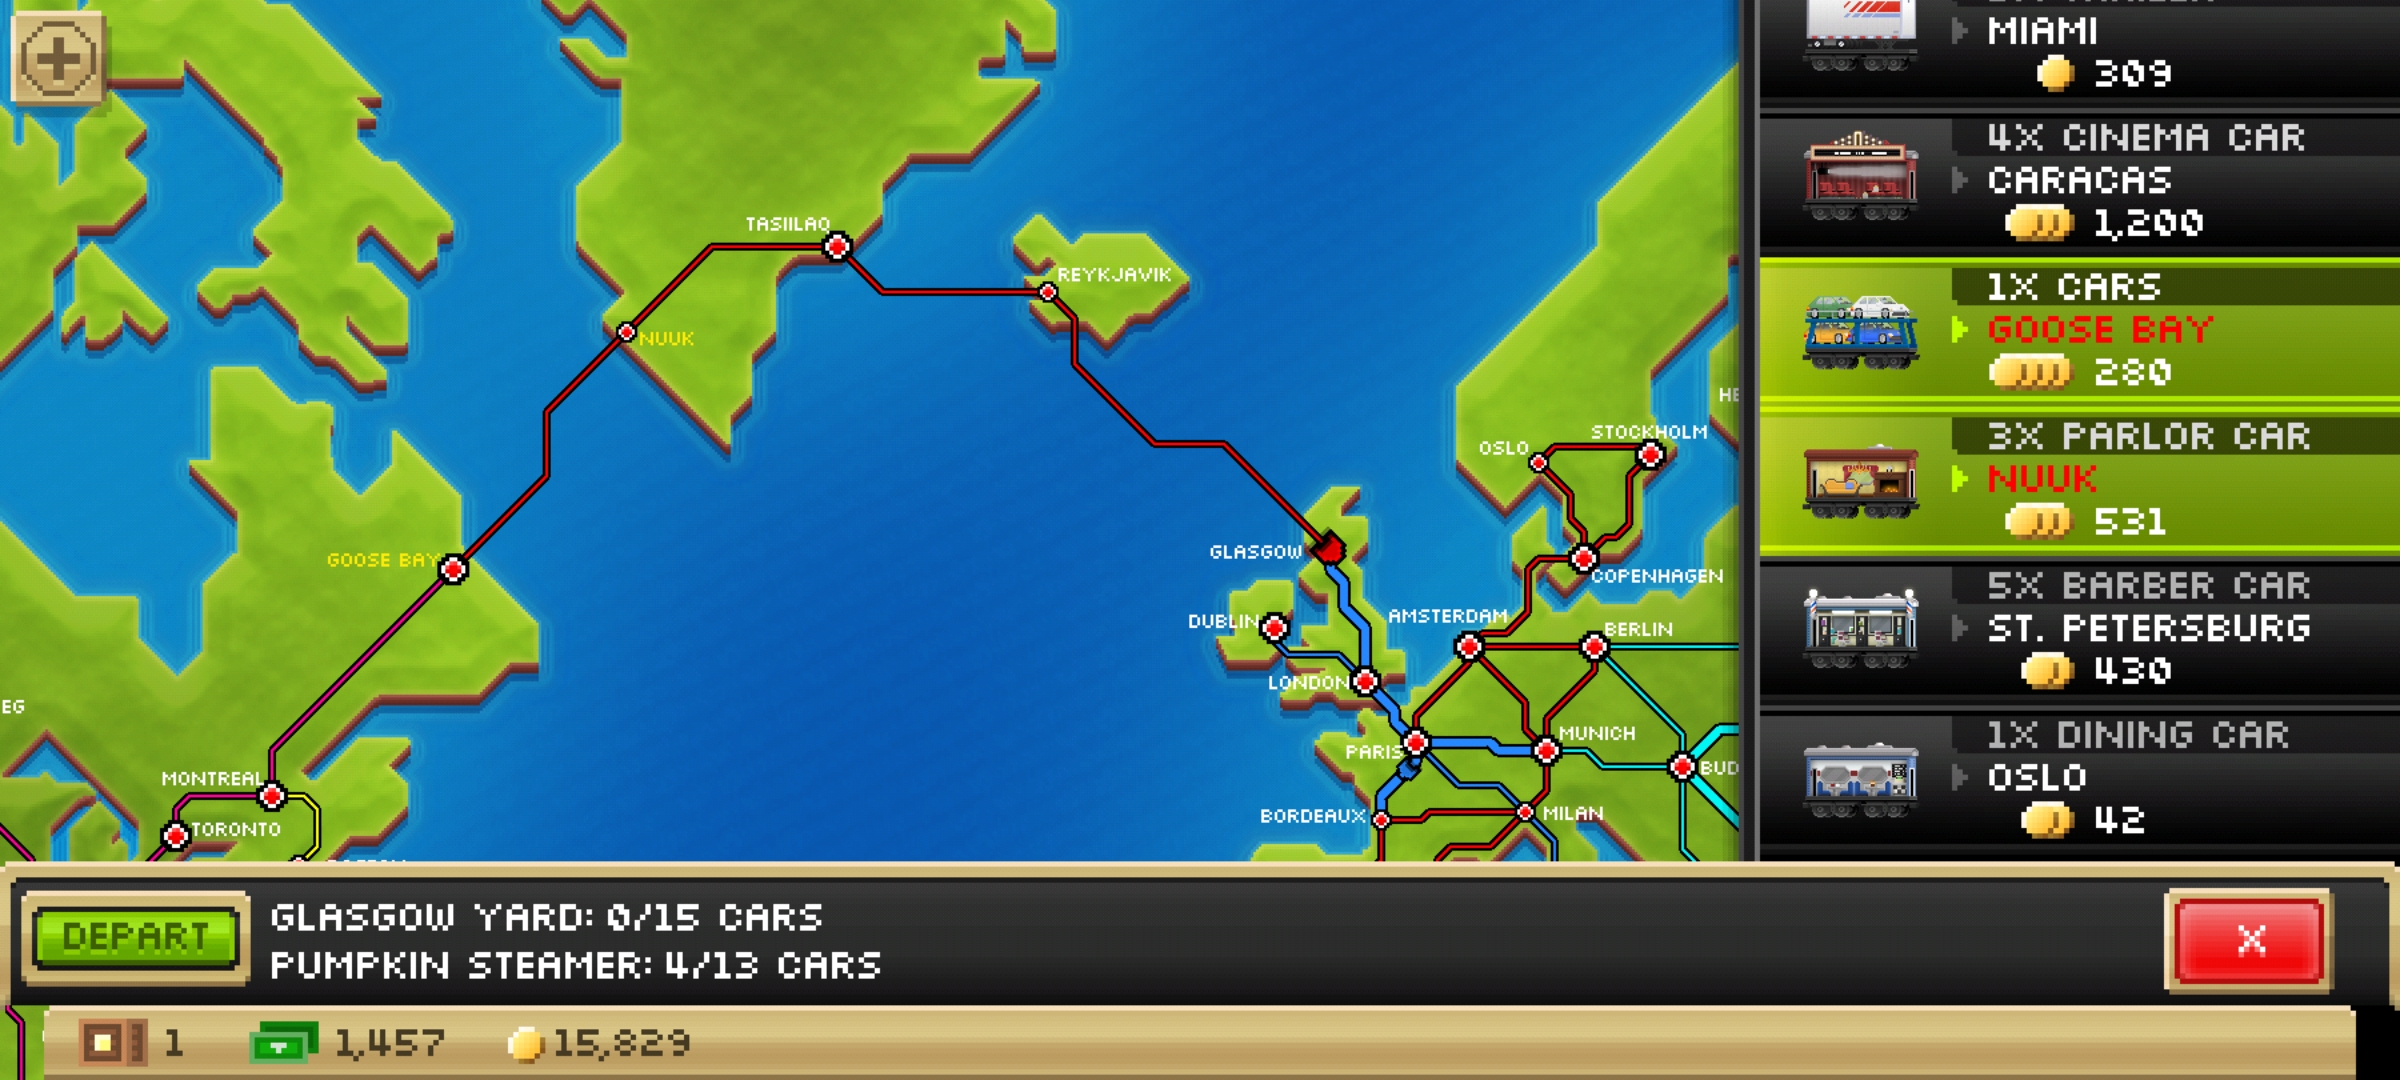 MIAMI
309
4X CINEMA CAR
CARACAS
1,200
1X CARS
GOOSE BAY
280
3X PARLOR CAR
NUUK
531
5X BARBER CAR
ST. PETERSBURG
430
1X DINING CAR
OSLO
42
TASIILAQ
REYKJAVIK
NUUK
HE
STOCKHOLM
OSLO
GLASGOW
GOOSE BAY
COPENHAGEN
AMSTERDAM
DUBLIN
BERLIN
LONDON
EG
MUNICH
PARIS
BUD
MONTREAL
BORDEAUX
MILAN
TORONTO
DEPART
GLASGOW YARD: 0/15 CARS
PUMPKIN STEAMER: 4/13 CARS
X
1
1,457
15,829